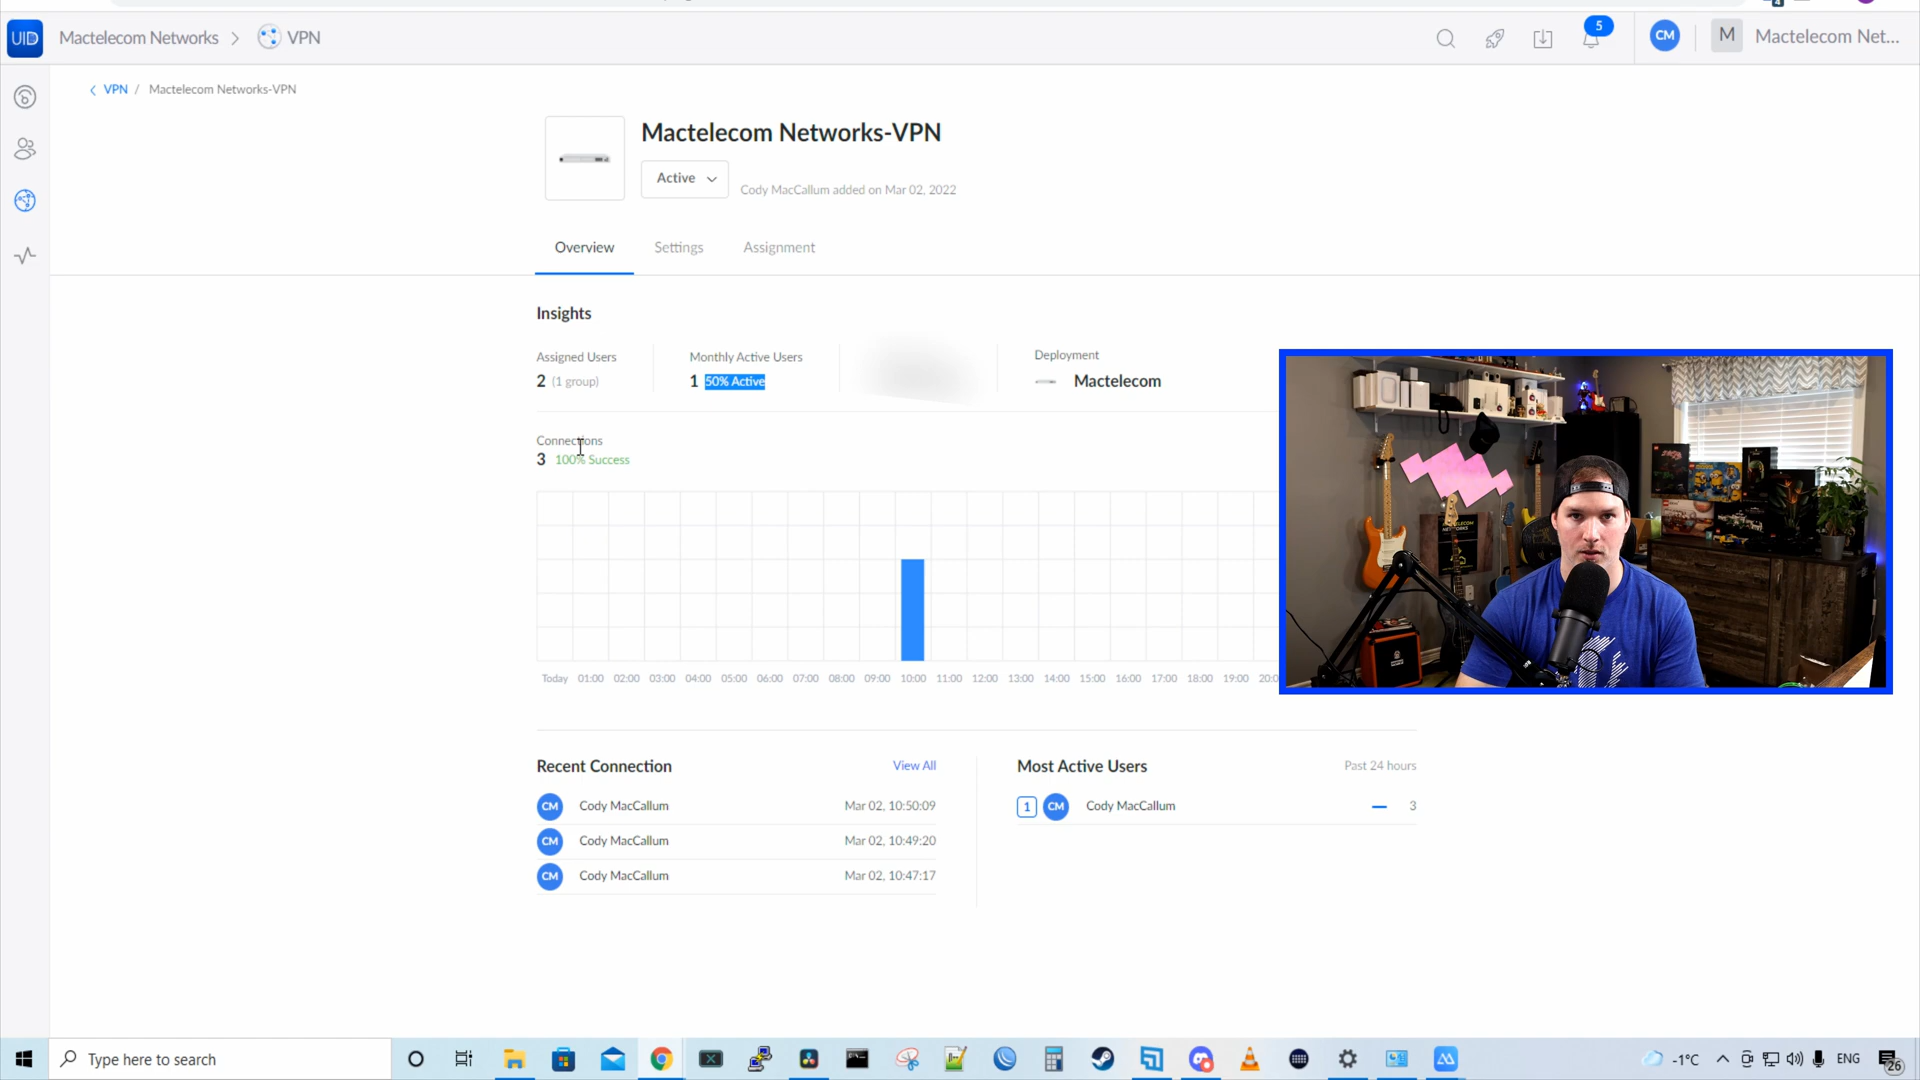 UID Mactelecom Networks > VPN 5 CM M Mactelecom Net...
VPN / Mactelecom Networks-VPN
Mactelecom Networks-VPN
Active
Cody MacCallum added on Mar 02, 2022
Overview Settings Assignment
Insights
Assigned Users Monthly Active Users Deployment
2 (1 group) 1 50% Active Mactelecom
Connections
3 100% Success
Today 01:00 02:00 03:00 04:00 05:00 06:00 07:00 08:00 09:00 10:00 11:00 12:00 13:00 14:00 15:00 16:00 17:00 18:00 19:00
Recent Connection View All Most Active Users Past 24 hours
CM Cody MacCallum Mar 02, 10:50:09 1 CM Cody MacCallum 3
CM Cody MacCallum Mar 02, 10:49:20
CM Cody MacCallum Mar 02, 10:47:17
Type here to search -1°C ENG 26